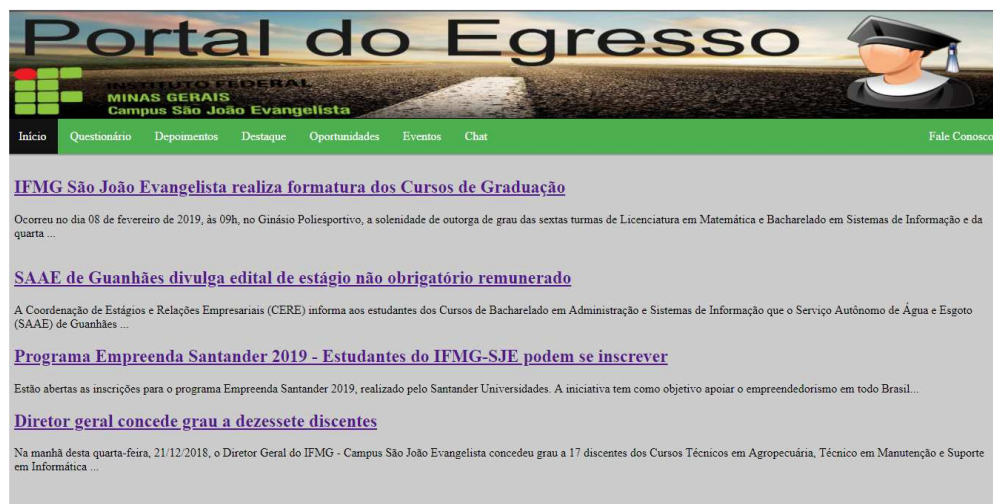 Portal do Egresso
INSTITUTO FEDERAL
MINAS GERAIS
Campus São João Evangelista
Início Questionário Depoimentos Destaque Oportunidades Eventos Chat Fale Conosco
IFMG São João Evangelista realiza formatura dos Cursos de Graduação
Ocorreu no dia 08 de fevereiro de 2019, às 09h, no Ginásio Poliesportivo, a solenidade de outorga de grau das sextas turmas de Licenciatura em Matemática e Bacharelado em Sistemas de Informação e da
quarta ...
SAAE de Guanhães divulga edital de estágio não obrigatório remunerado
A Coordenação de Estágios e Relações Empresariais (CERE) informa aos estudantes dos Cursos de Bacharelado em Administração e Sistemas de Informação que o Serviço Autônomo de Água e Esgoto
(SAAE) de Guanhães ...
Programa Empreenda Santander 2019 - Estudantes do IFMG-SJE podem se inscrever
Estão abertas as inscrições para o programa Empreenda Santander 2019, realizado pelo Santander Universidades. A iniciativa tem como objetivo apoiar o empreendedorismo em todo Brasil...
Diretor geral concede grau a dezessete discentes
Na manhã desta quarta-feira, 21/12/2018, o Diretor Geral do IFMG - Campus São João Evangelista concedeu grau a 17 discentes dos Cursos Técnicos em Agropecuária, Técnico em Manutenção e Suporte
em Informática ...